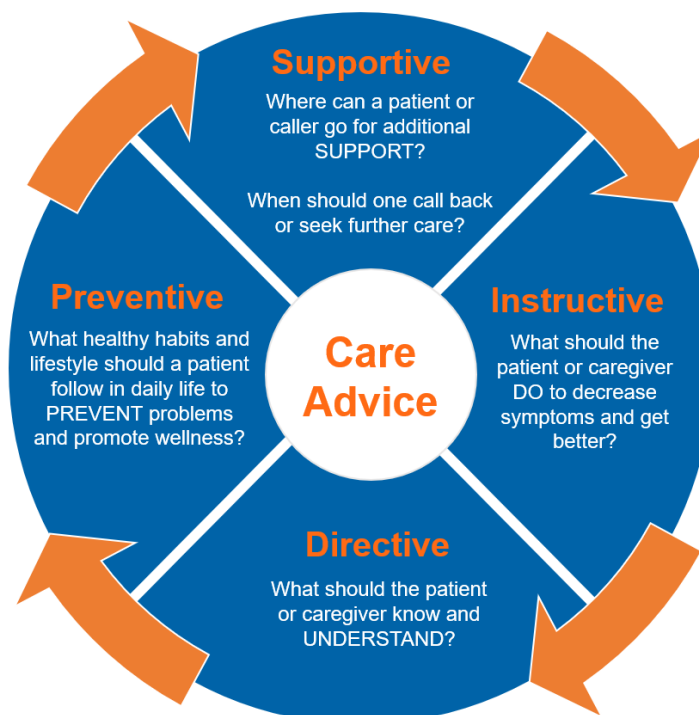 Supportive
Where can a patient or
caller go for additional
SUPPORT?
When should one call back
or seek further care?
Preventive
What healthy habits and
lifestyle should a patient
follow in daily life to
PREVENT problems
and promote wellness?
Care
Advice
Instructive
What should the
patient or caregiver
DO to decrease
symptoms and get
better?
Directive
What should the patient
or caregiver know and
UNDERSTAND?